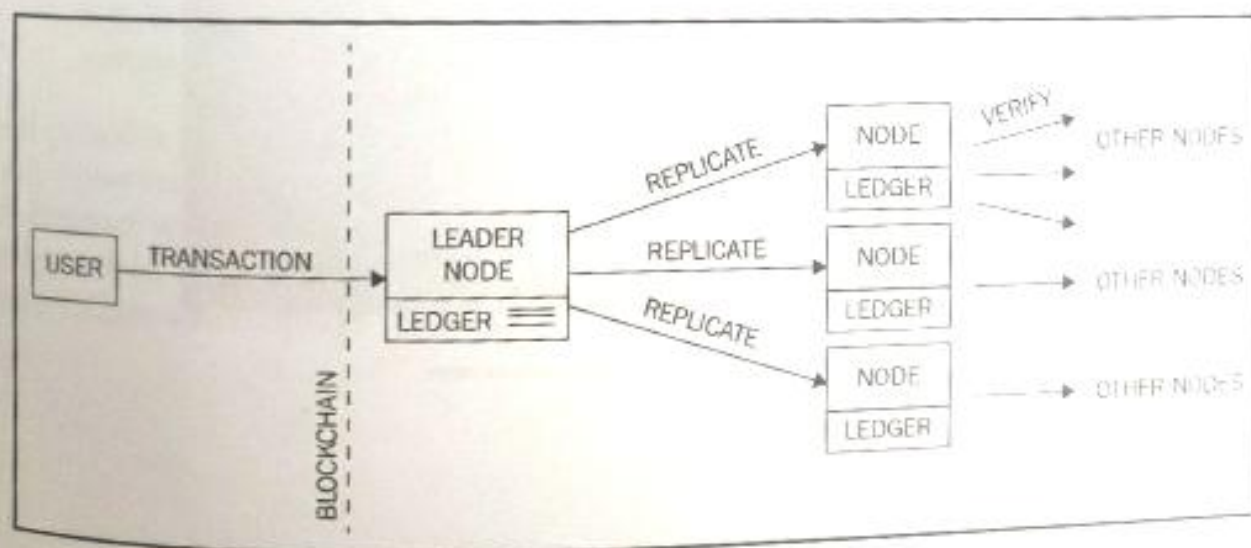 USER
TRANSACTION
BLOCKCHAIN
LEADER
NODE
LEDGER
REPLICATE
REPLICATE
REPLICATE
NODE
LEDGER
NODE
LEDGER
NODE
LEDGER
VERIFY
OTHER NODES
OTHER NODES
OTHER NODES